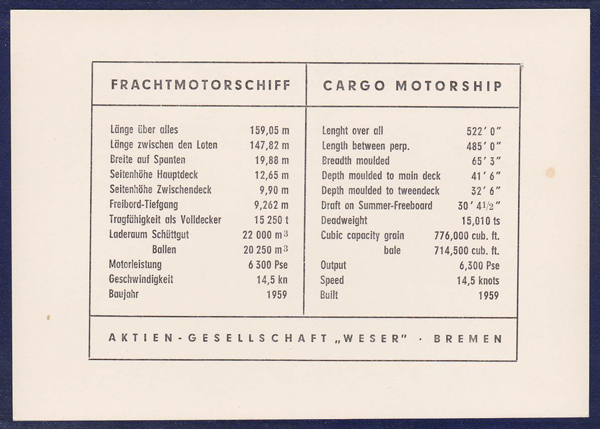 FRACHTMOTORSCHIFF
Länge über alles 159,05 m
Länge zwischen den Loten 147,82 m
Breite auf Spanten 19,88 m
Seitenhöhe Hauptdeck 12,65 m
Seitenhöhe Zwischendeck 9,90 m
Freibord-Tiefgang 9,262 m
Tragfähigkeit als Volldecker 15 250 t
Laderaum Schüttgut 22 000 m3
Ballen 20 250 m3
Motorleistung 6 300 Pse
Geschwindigkeit 14,5 kn
Baujahr 1959
CARGO MOTORSHIP
Lenght over all 522' 0"
Length between perp. 485' 0"
Breadth moulded 65' 3"
Depth moulded to main deck 41' 6"
Depth moulded to tweendeck 32' 6"
Draft on Summer-Freeboard 30' 4 1/2"
Deadweight 15,010 ts
Cubic capacity grain 776,000 cub. ft.
bale 714,500 cub. ft.
Output 6,300 Pse
Speed 14,5 knots
Built 1959
AKTIEN-GESELLSCHAFT „WESER" · BREMEN